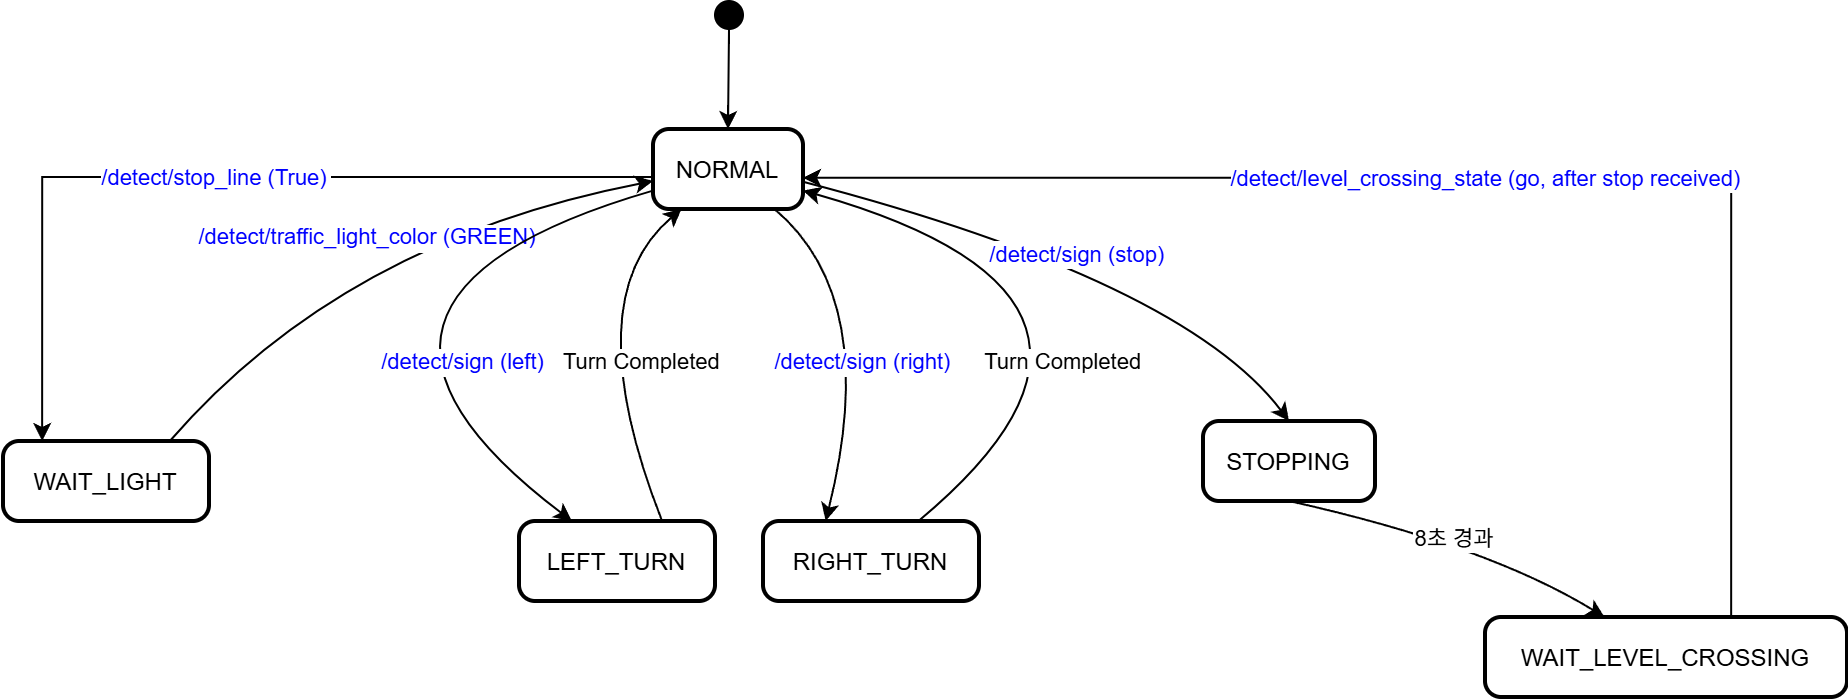 NORMAL
/detect/stop_line (True)
/detect/level_crossing_state (go, after stop received)
/detect/traffic_light_color (GREEN)
/detect/sign (stop)
/detect/sign (left)
Turn Completed
/detect/sign (right)
Turn Completed
STOPPING
WAIT_LIGHT
8초 경과
LEFT_TURN
RIGHT_TURN
WAIT_LEVEL_CROSSING